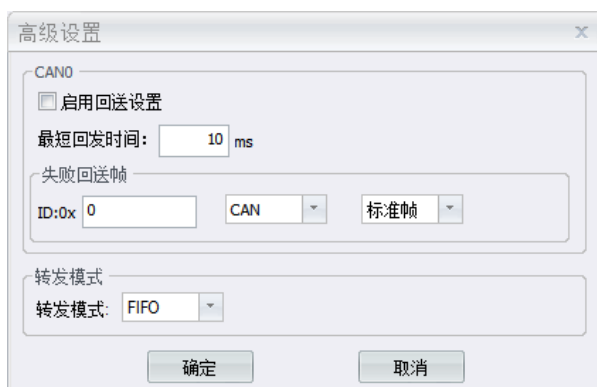 高级设置 x
CAN0
启用回送设置
最短回发时间: 10 ms
失败回送帧
ID:0x 0 CAN 标准帧
转发模式
转发模式: FIFO
确定 取消